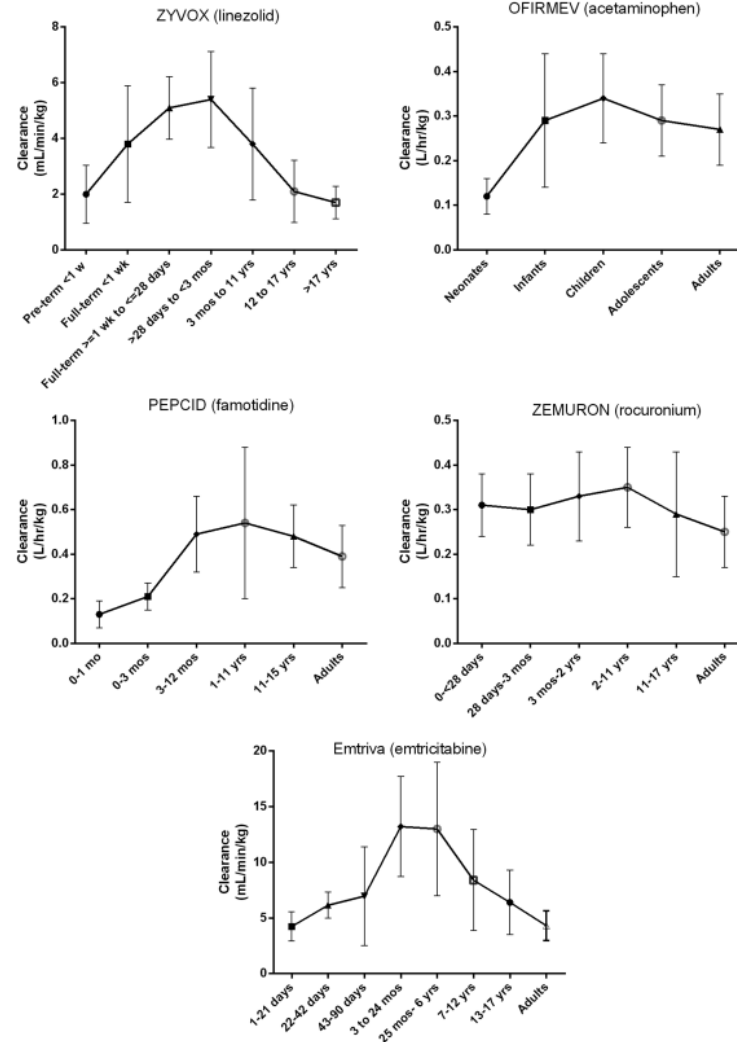 ZYVOX (linezolid)
Clearance
(mL/min/kg)
8
6
4
2
0
Pre-term <1 w
Full-term <1 wk
Full-term >=1 wk to <=28 days
>28 days to <3 mos
3 mos to 11 yrs
12 to 17 yrs
>17 yrs
OFIRMEV (acetaminophen)
Clearance
(L/hr/kg)
0.5
0.4
0.3
0.2
0.1
0.0
Neonates
Infants
Children
Adolescents
Adults
PEPCID (famotidine)
Clearance
(L/hr/kg)
1.0
0.8
0.6
0.4
0.2
0.0
0-1 mo
0-3 mos
3-12 mos
1-11 yrs
11-15 yrs
Adults
ZEMURON (rocuronium)
Clearance
(L/hr/kg)
0.5
0.4
0.3
0.2
0.1
0.0
0-<28 days
28 days-3 mos
3 mos-2 yrs
2-11 yrs
11-17 yrs
Adults
Emtriva (emtricitabine)
Clearance
(mL/min/kg)
20
15
10
5
0
1-21 days
22-42 days
43-90 days
3 to 24 mos
25 mos- 6 yrs
7-12 yrs
13-17 yrs
Adults